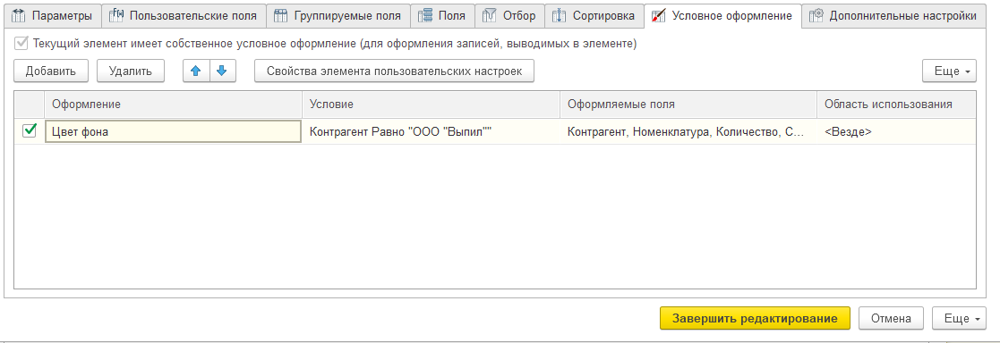 Параметры Пользовательские поля Группируемые поля Поля Отбор Сортировка Условное оформление Дополнительные настройки
Текущий элемент имеет собственное условное оформление (для оформления записей, выводимых в элементе)
Добавить Удалить Свойства элемента пользовательских настроек Еще
Оформление Условие Оформляемые поля Область использования
Цвет фона Контрагент Равно "ООО "Выпил"" Контрагент, Номенклатура, Количество, С... <Везде>
Завершить редактирование Отмена Еще